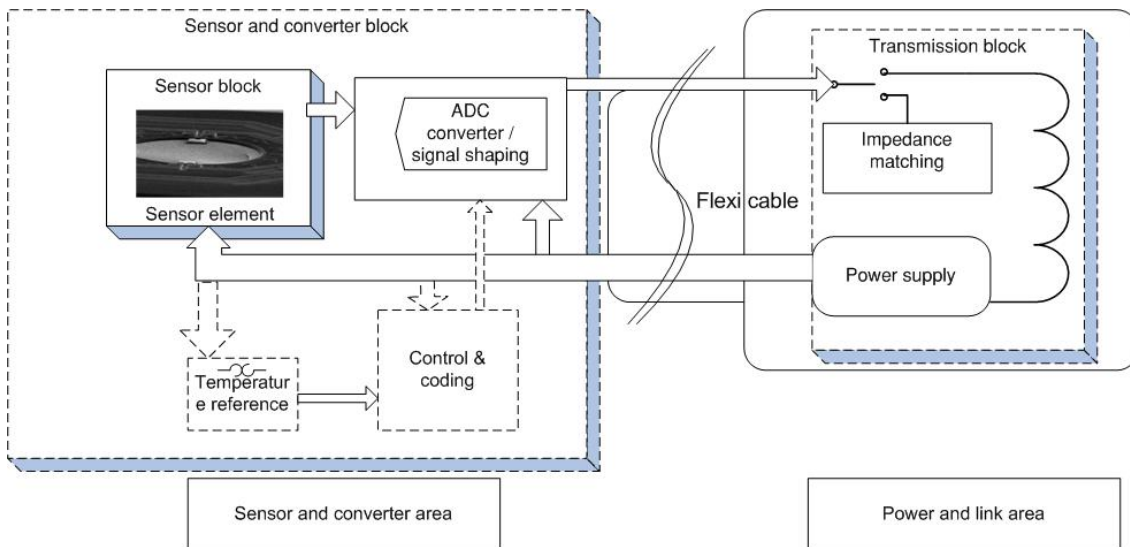 Sensor and converter block
Transmission block
Sensor block
ADC
converter /
signal shaping
Impedance
matching
Sensor element
Flexi cable
Power supply
Control &
coding
Temperatur
e reference
Sensor and converter area
Power and link area